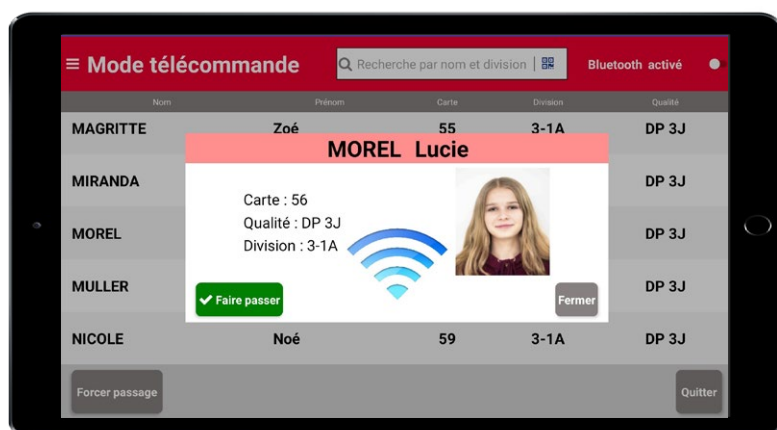 ≡ Mode télécommande Recherche par nom et division Bluetooth activé
Nom Prénom Carte Division Qualité
MAGRITTE Zoé 55 3-1A DP 3J
MOREL Lucie
MIRANDA DP 3J
Carte : 56
Qualité : DP 3J
MOREL DP 3J
Division : 3-1A
MULLER DP 3J
✔ Faire passer Fermer
NICOLE Noé 59 3-1A DP 3J
Forcer passage Quitter